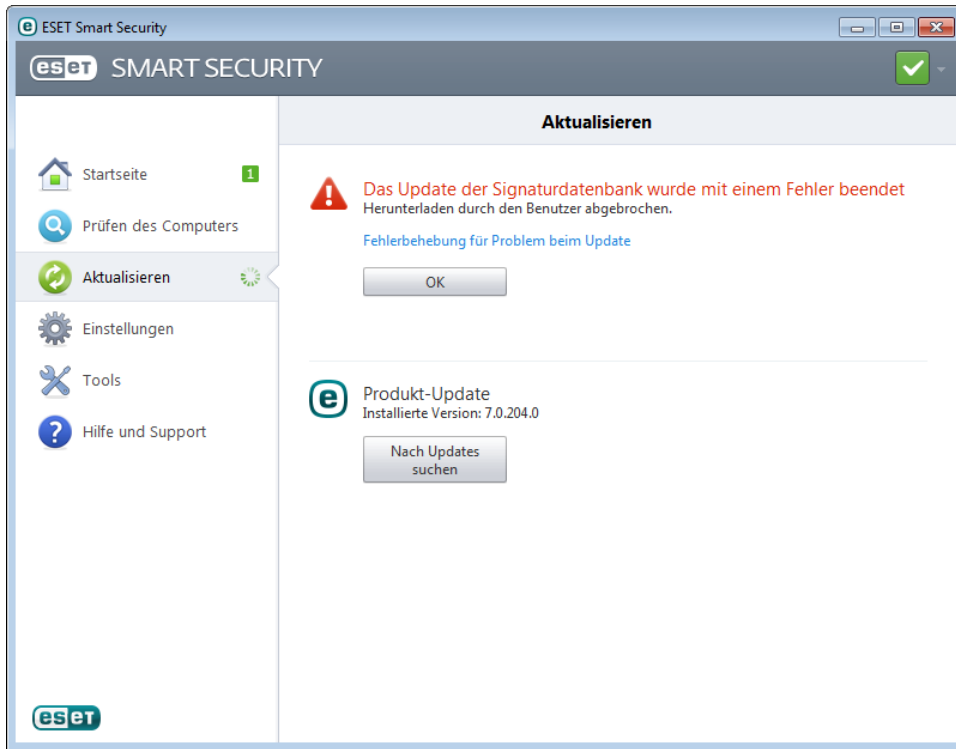 ESET Smart Security
eset SMART SECURITY
Startseite 1
Prüfen des Computers
Aktualisieren
Einstellungen
Tools
Hilfe und Support
eset
Aktualisieren
Das Update der Signaturdatenbank wurde mit einem Fehler beendet
Herunterladen durch den Benutzer abgebrochen.
Fehlerbehebung für Problem beim Update
OK
e
Produkt-Update
Installierte Version: 7.0.204.0
Nach Updates
suchen